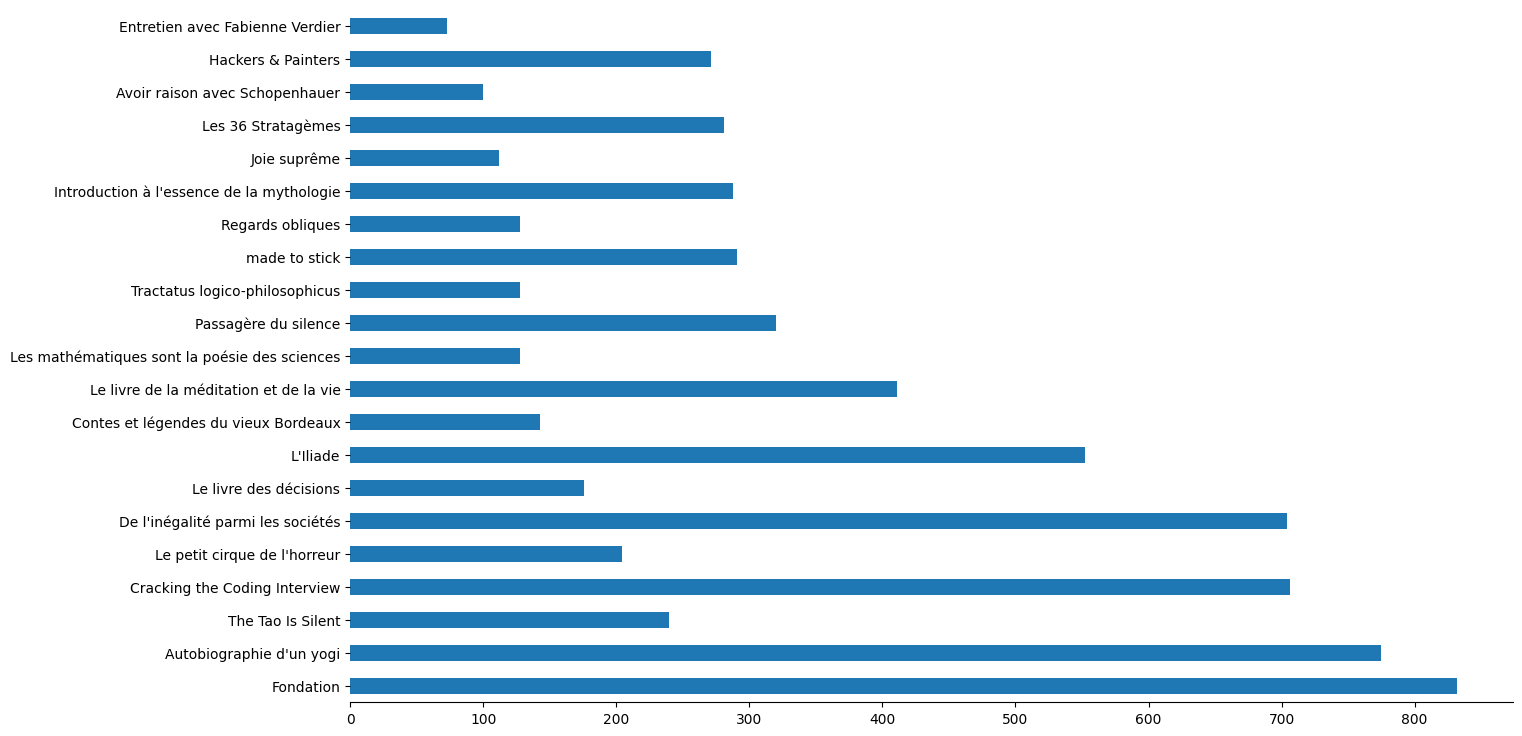 Entretien avec Fabienne Verdier
Hackers & Painters
Avoir raison avec Schopenhauer
Les 36 Stratagèmes
Joie suprême
Introduction à l'essence de la mythologie
Regards obliques
made to stick
Tractatus logico-philosophicus
Passagère du silence
Les mathématiques sont la poésie des sciences
Le livre de la méditation et de la vie
Contes et légendes du vieux Bordeaux
L'Iliade
Le livre des décisions
De l'inégalité parmi les sociétés
Le petit cirque de l'horreur
Cracking the Coding Interview
The Tao Is Silent
Autobiographie d'un yogi
Fondation
0 100 200 300 400 500 600 700 800